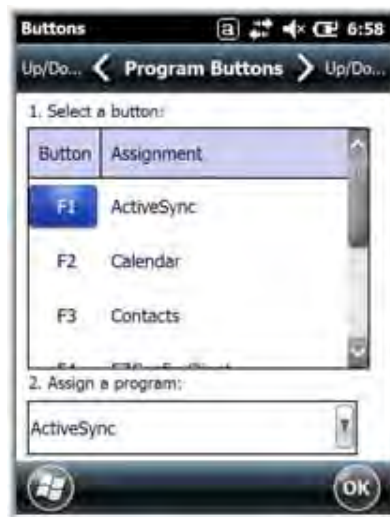 Buttons a 6:58
Up/Do... Program Buttons Up/Do...
1. Select a button:
Button Assignment
F1 ActiveSync
F2 Calendar
F3 Contacts
2. Assign a program:
ActiveSync
OK